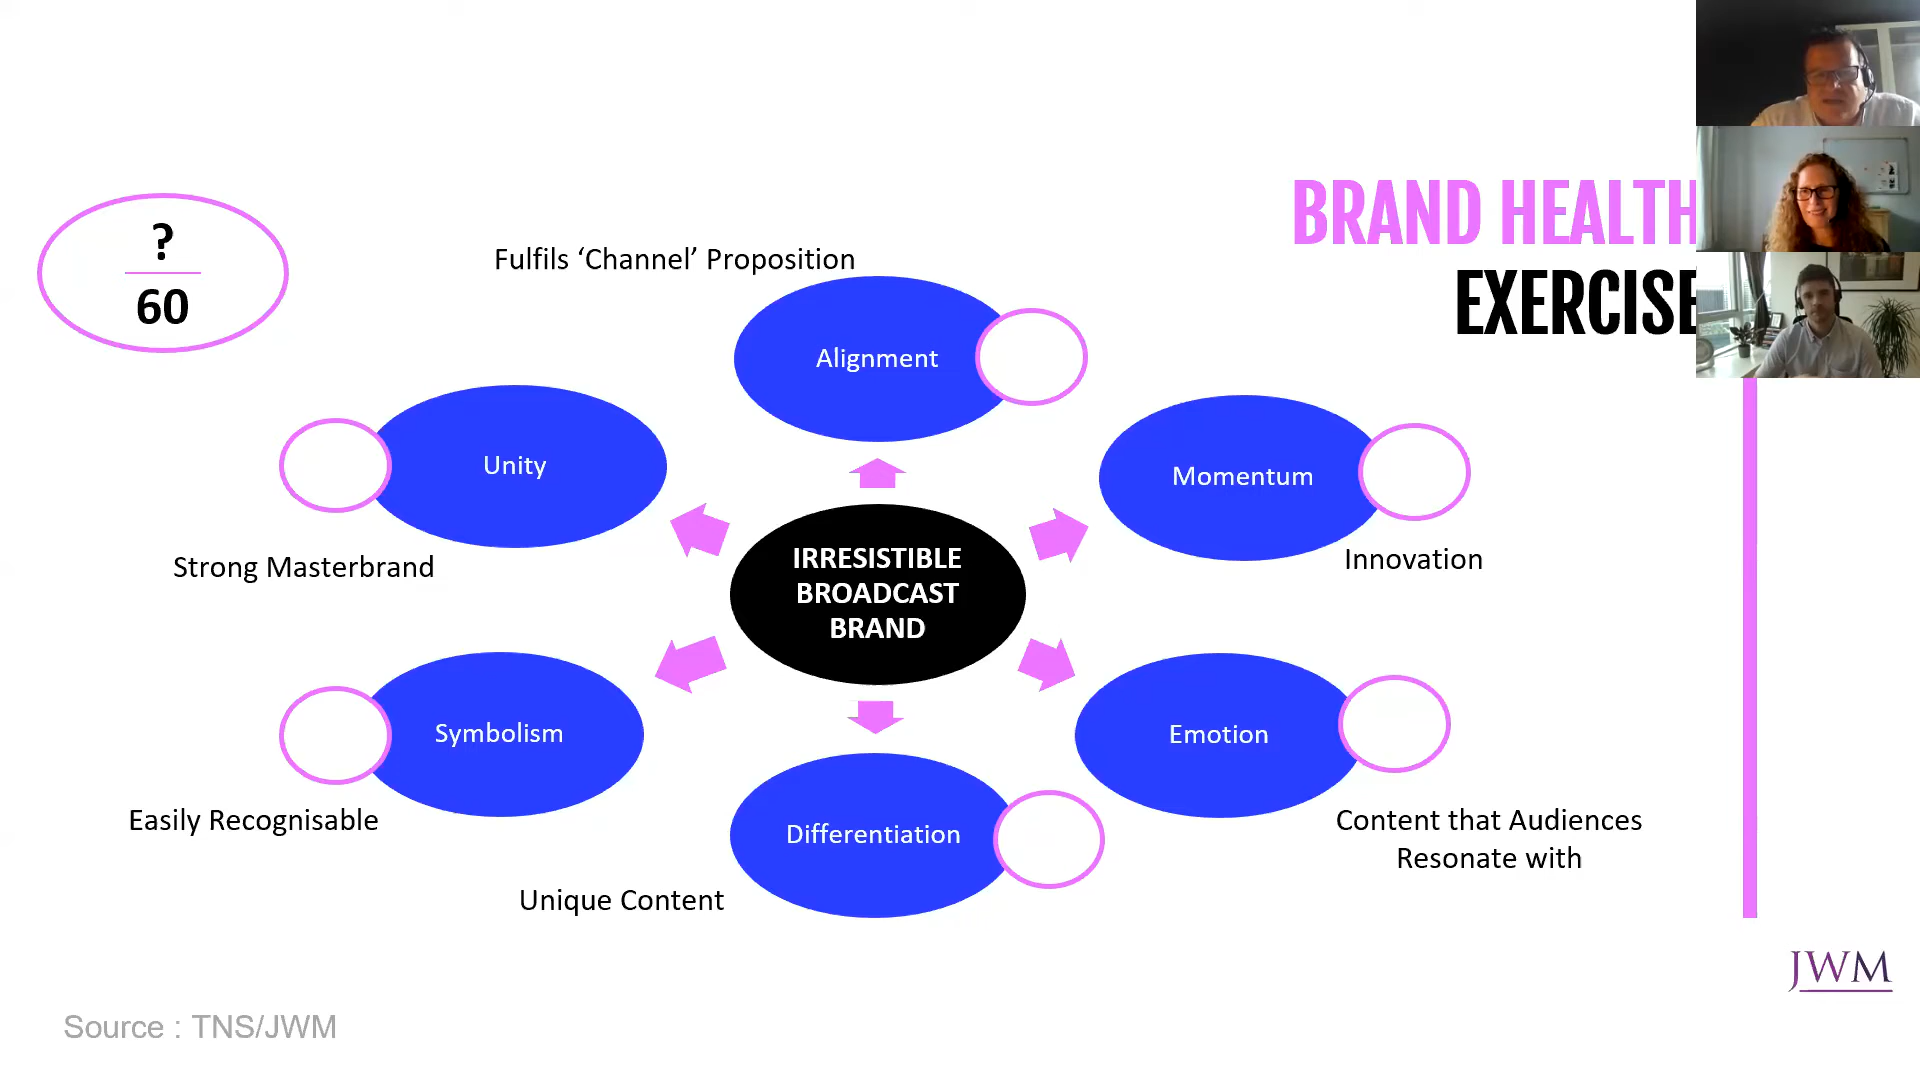 BRAND HEALTH
EXERCISE
?
60
Fulfils ‘Channel’ Proposition
Alignment
Unity
Momentum
Strong Masterbrand
Innovation
IRRESISTIBLE
BROADCAST
BRAND
Symbolism
Emotion
Easily Recognisable
Differentiation
Content that Audiences
Resonate with
Unique Content
JWM
Source : TNS/JWM